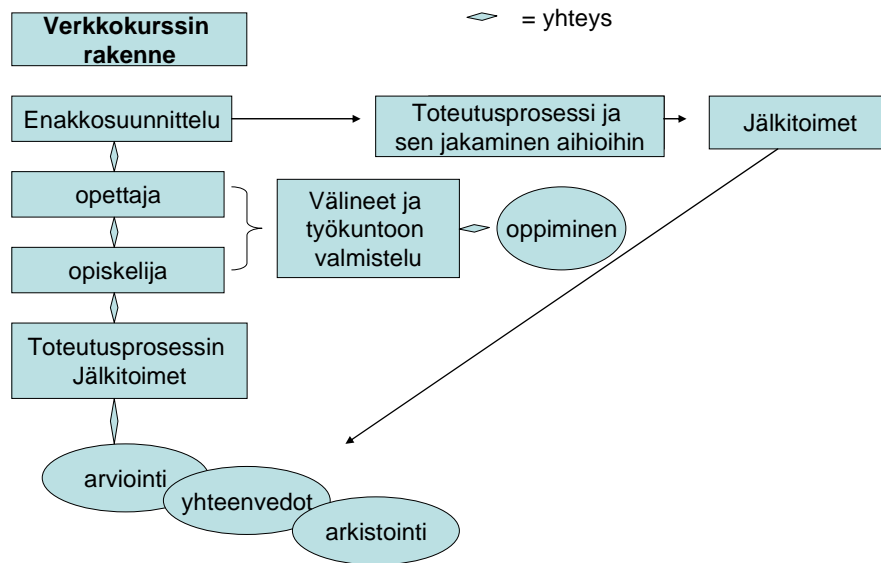 Verkkokurssin
rakenne
= yhteys
Enakkosuunnittelu
Toteutusprosessi ja
sen jakaminen aihioihin
Jälkitoimet
opettaja
opiskelija
Välineet ja
työkuntoon
valmistelu
oppiminen
Toteutusprosessin
Jälkitoimet
arviointi
yhteenvedot
arkistointi